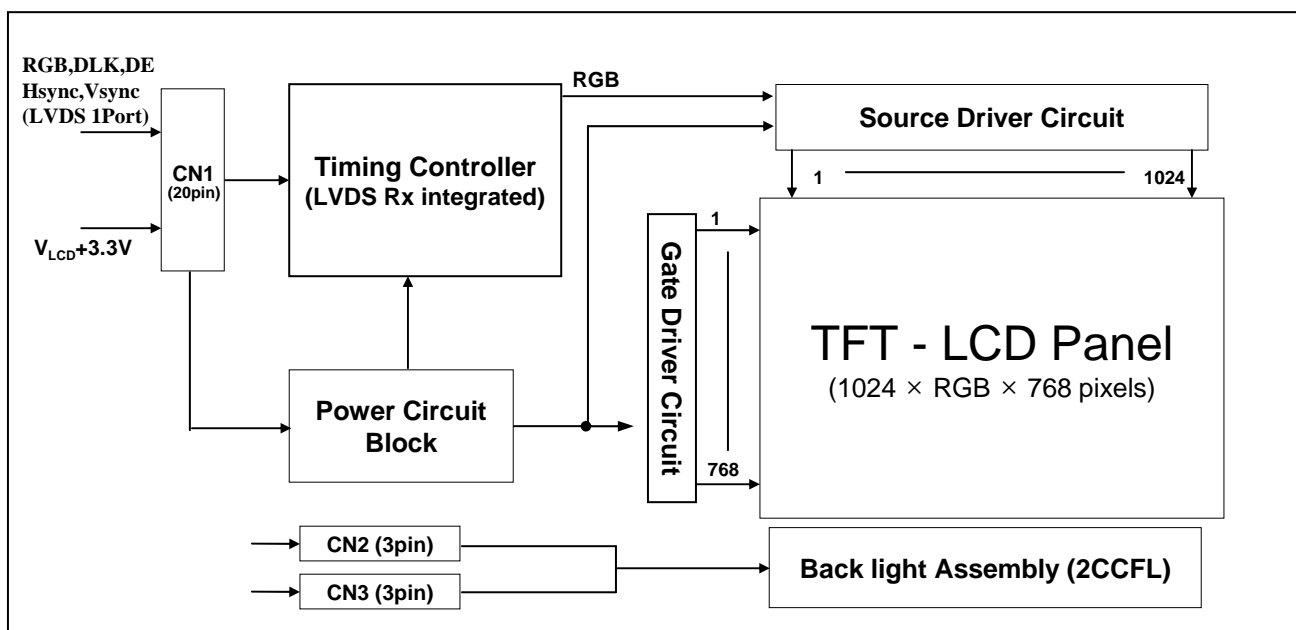 RGB,DLK,DE
Hsync,Vsync
(LVDS 1Port)
CN1
(20pin)
VLCD+3.3V
Timing Controller
(LVDS Rx integrated)
RGB
Source Driver Circuit
1
1024
Gate Driver Circuit
1
768
TFT - LCD Panel
(1024 × RGB × 768 pixels)
Power Circuit
Block
CN2 (3pin)
CN3 (3pin)
Back light Assembly (2CCFL)